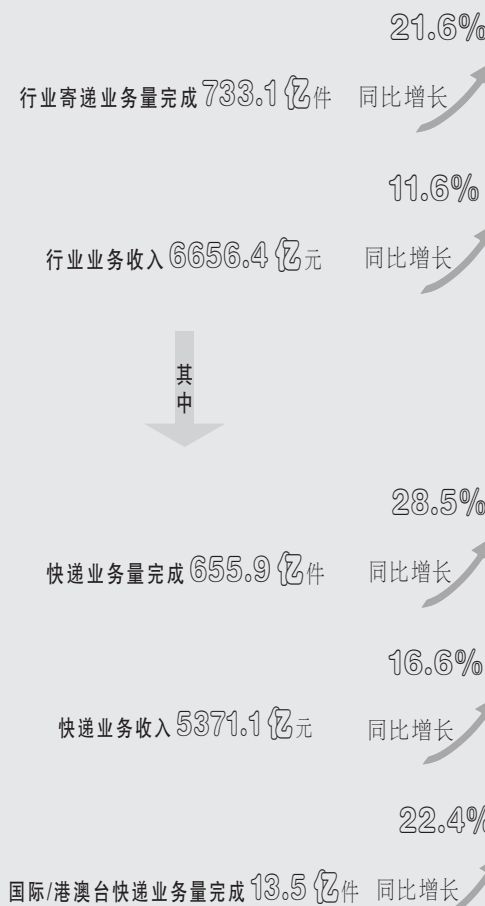 21.6%
行业寄递业务量完成733.1亿件 同比增长
11.6%
行业业务收入6656.4亿元 同比增长
其
中
28.5%
快递业务量完成655.9亿件 同比增长
16.6%
快递业务收入5371.1亿元 同比增长
22.4%
国际/港澳台快递业务量完成13.5亿件 同比增长